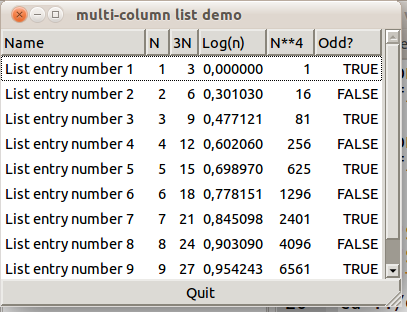 multi-column list demo
Name N 3N Log(n) N**4 Odd?
List entry number 1 1 3 0,000000 1 TRUE
List entry number 2 2 6 0,301030 16 FALSE
List entry number 3 3 9 0,477121 81 TRUE
List entry number 4 4 12 0,602060 256 FALSE
List entry number 5 5 15 0,698970 625 TRUE
List entry number 6 6 18 0,778151 1296 FALSE
List entry number 7 7 21 0,845098 2401 TRUE
List entry number 8 8 24 0,903090 4096 FALSE
List entry number 9 9 27 0,954243 6561 TRUE
Quit